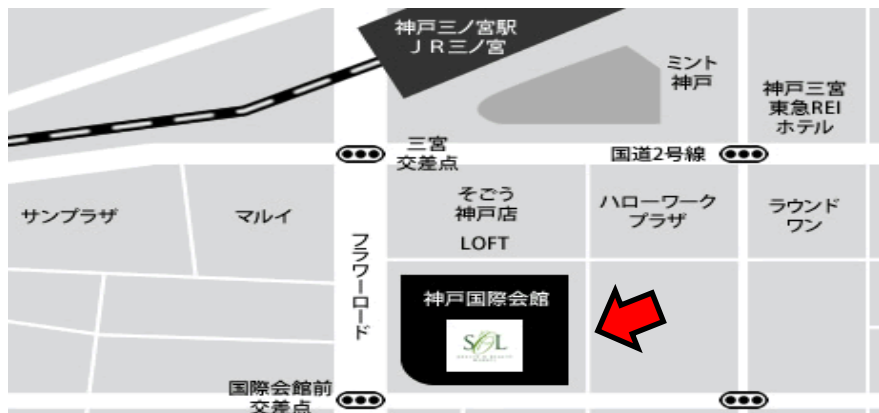 神戸三ノ宮駅
ＪＲ三ノ宮
ミント
神戸
神戸三宮
東急REI
ホテル
三宮
交差点
国道2号線
サンプラザ
マルイ
そごう
神戸店
LOFT
ハローワーク
プラザ
ラウンド
ワン
フラワーロード
神戸国際会館
SOL
国際会館前
交差点